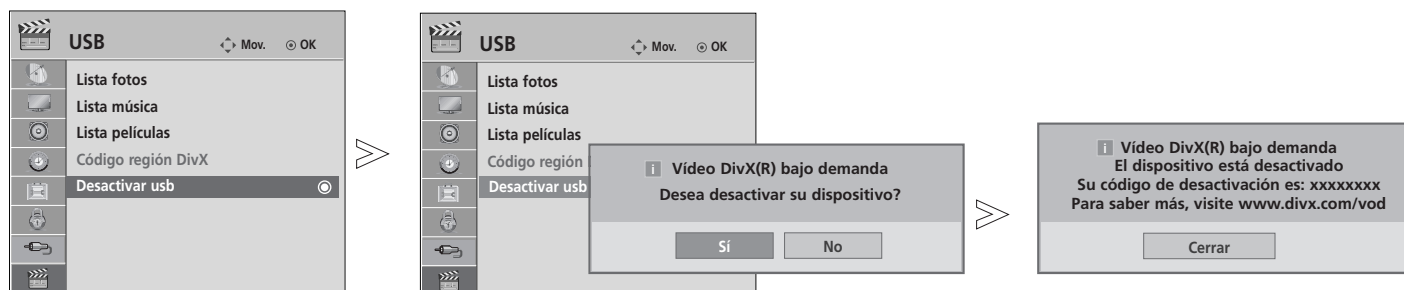 USB Mov. OK
Lista fotos
Lista música
Lista películas
Código región DivX
Desactivar usb
USB Mov. OK
Lista fotos
Lista música
Lista películas
Código región
Desactivar usb
i Vídeo DivX(R) bajo demanda
Desea desactivar su dispositivo?
Sí No
i Vídeo DivX(R) bajo demanda
El dispositivo está desactivado
Su código de desactivación es: xxxxxxxx
Para saber más, visite www.divx.com/vod
Cerrar